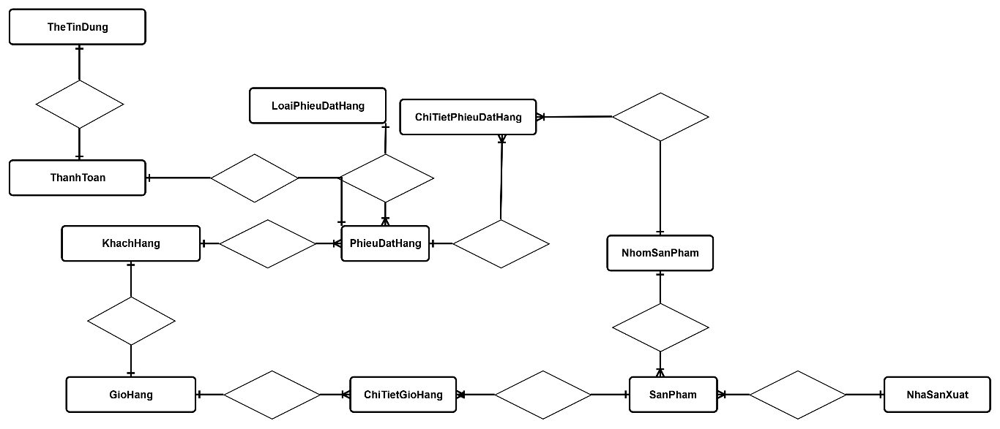 TheTinDung
LoaiPhieuDatHang
ChiTietPhieuDatHang
ThanhToan
KhachHang
PhieuDatHang
NhomSanPham
GioHang
ChiTietGioHang
SanPham
NhaSanXuat